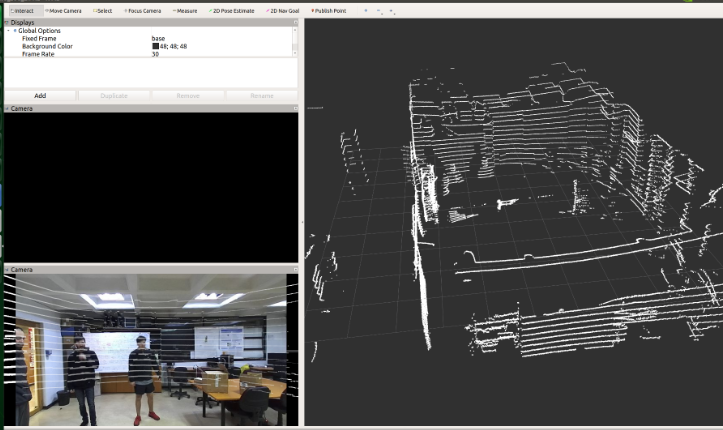 Interact Move Camera Select Focus Camera Measure 2D Pose Estimate 2D Nav Goal Publish Point
Displays
Global Options
Fixed Frame base
Background Color 48; 48; 48
Frame Rate 30
Add Duplicate Remove Rename
Camera
Camera